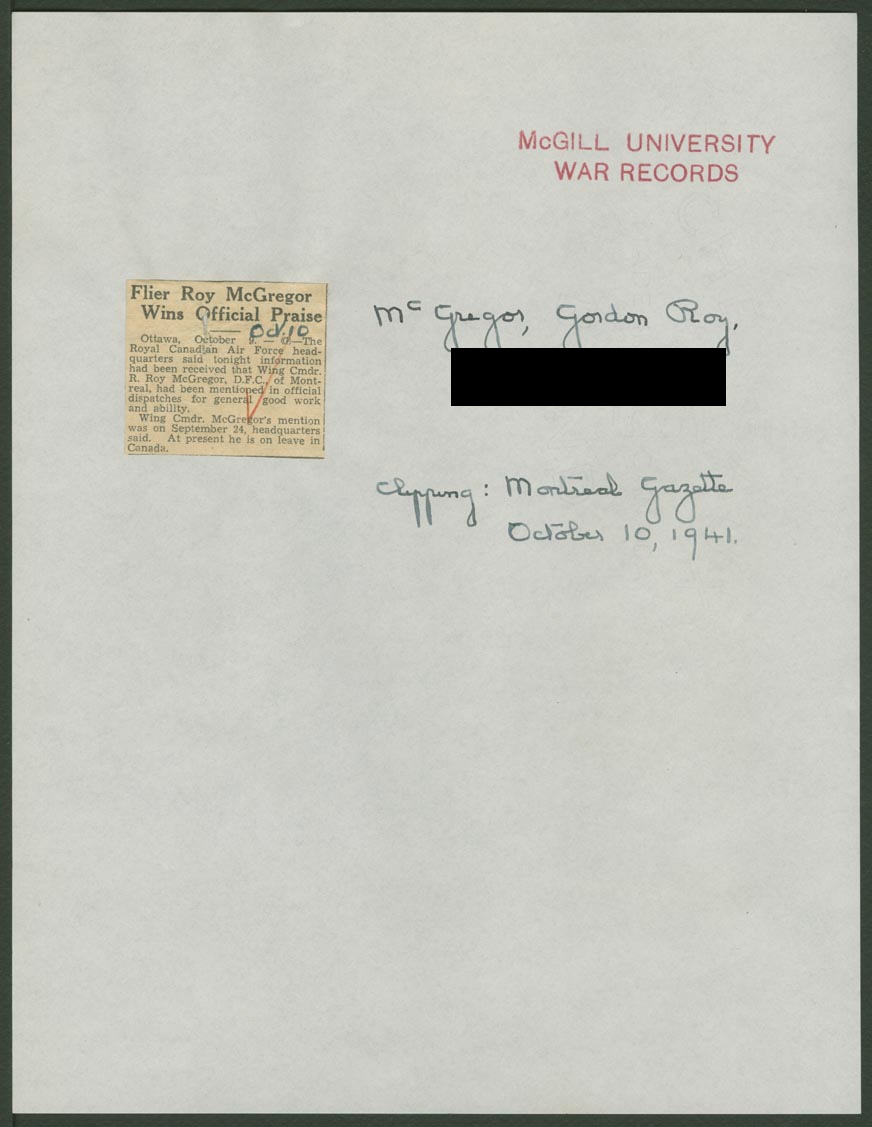 McGILL UNIVERSITY
WAR RECORDS
Flier Roy McGregor
Wins Official Praise
Oct. 10
Ottawa, October 9. — (—The
Royal Canadian Air Force head-
quarters said tonight information
had been received that Wing Cmdr.
R. Roy McGregor, D.F.C., of Mont-
real, had been mentioned in official
dispatches for general good work
and ability.
Wing Cmdr. McGregor's mention
was on September 24, headquarters
said. At present he is on leave in
Canada.
Mc Gregor, Gordon Roy.
Clipping: Montreal Gazette
October 10, 1941.